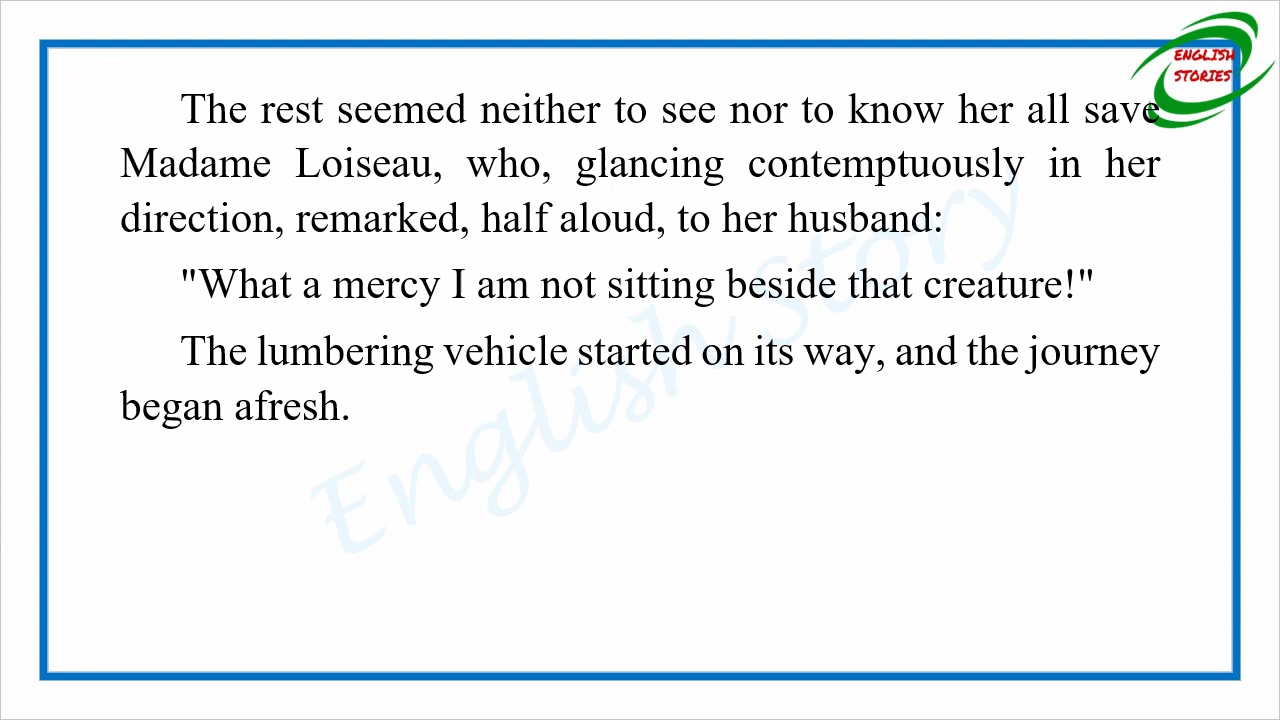 ENGLISH
STORIES
The rest seemed neither to see nor to know her all save
Madame Loiseau, who, glancing contemptuously in her
direction, remarked, half aloud, to her husband:
"What a mercy I am not sitting beside that creature!"
The lumbering vehicle started on its way, and the journey
began afresh.
English Story